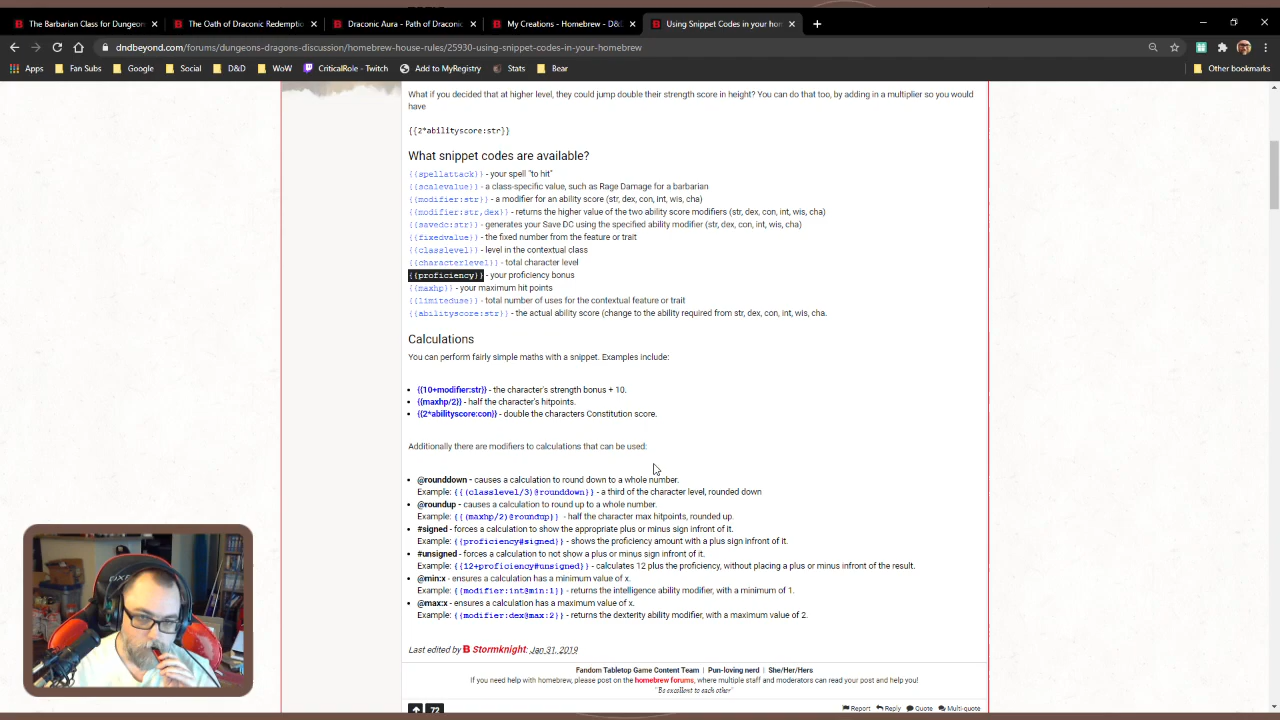 The Barbarian Class for Dungeon
The Oath of Draconic Redemptio
Draconic Aura - Path of Draconic
My Creations - Homebrew - D&D
Using Snippet Codes in your hom
dndbeyond.com/forums/dungeons-dragons-discussion/homebrew-house-rules/25930-using-snippet-codes-in-your-homebrew
Apps
Fan Subs
Google
Social
D&D
WoW
CriticalRole - Twitch
Add to MyRegistry
Stats
Bear
Other bookmarks
What if you decided that at higher level, they could jump double their strength score in height? You can do that too, by adding in a multiplier so you would
have
{{2*abilityscore:str}}
What snippet codes are available?
{{spellattack}} - your spell "to hit"
{{scalevalue}} - a class-specific value, such as Rage Damage for a barbarian
{{modifier:str}} - a modifier for an ability score (str, dex, con, int, wis, cha)
{{modifier:str,dex}} - returns the higher value of the two ability score modifiers (str, dex, con, int, wis, cha)
{{savedc:str}} - generates your Save DC using the specified ability modifier (str, dex, con, int, wis, cha)
{{fixedvalue}} - the fixed number from the feature or trait
{{classlevel}} - level in the contextual class
{{characterlevel}} - total character level
{{proficiency}} - your proficiency bonus
{{maxhp}} - your maximum hit points
{{limiteduse}} - total number of uses for the contextual feature or trait
{{abilityscore:str}} - the actual ability score (change to the ability required from str, dex, con, int, wis, cha.
Calculations
You can perform fairly simple maths with a snippet. Examples include:
• {{10+modifier:str}} - the character's strength bonus + 10.
• {{maxhp/2}} - half the character's hitpoints.
• {{2*abilityscore:con}} - double the characters Constitution score.
Additionally there are modifiers to calculations that can be used:
• @rounddown - causes a calculation to round down to a whole number.
Example: {{(classlevel/3)@rounddown}} - a third of the character level, rounded down
• @roundup - causes a calculation to round up to a whole number.
Example: {{(maxhp/2)@roundup}} - half the character max hitpoints, rounded up.
• #signed - forces a calculation to show the appropriate plus or minus sign infront of it.
Example: {{proficiency#signed}} - shows the proficiency amount with a plus sign infront of it.
• #unsigned - forces a calculation to not show a plus or minus sign infront of it.
Example: {{12+proficiency#unsigned}} - calculates 12 plus the proficiency, without placing a plus or minus infront of the result.
• @min:x - ensures a calculation has a minimum value of x.
Example: {{modifier:int@min:1}} - returns the intelligence ability modifier, with a minimum of 1.
• @max:x - ensures a calculation has a maximum value of x.
Example: {{modifier:dex@max:2}} - returns the dexterity ability modifier, with a maximum value of 2.
Last edited by Stormknight: Jan 31, 2019
Fandom Tabletop Game Content Team | Pun-loving nerd | She/Her/Hers
If you need help with homebrew, please post on the homebrew forums, where multiple staff and moderators can read your post and help you!
"Be excellent to each other"
72
Report
Reply
Quote
Multi-quote